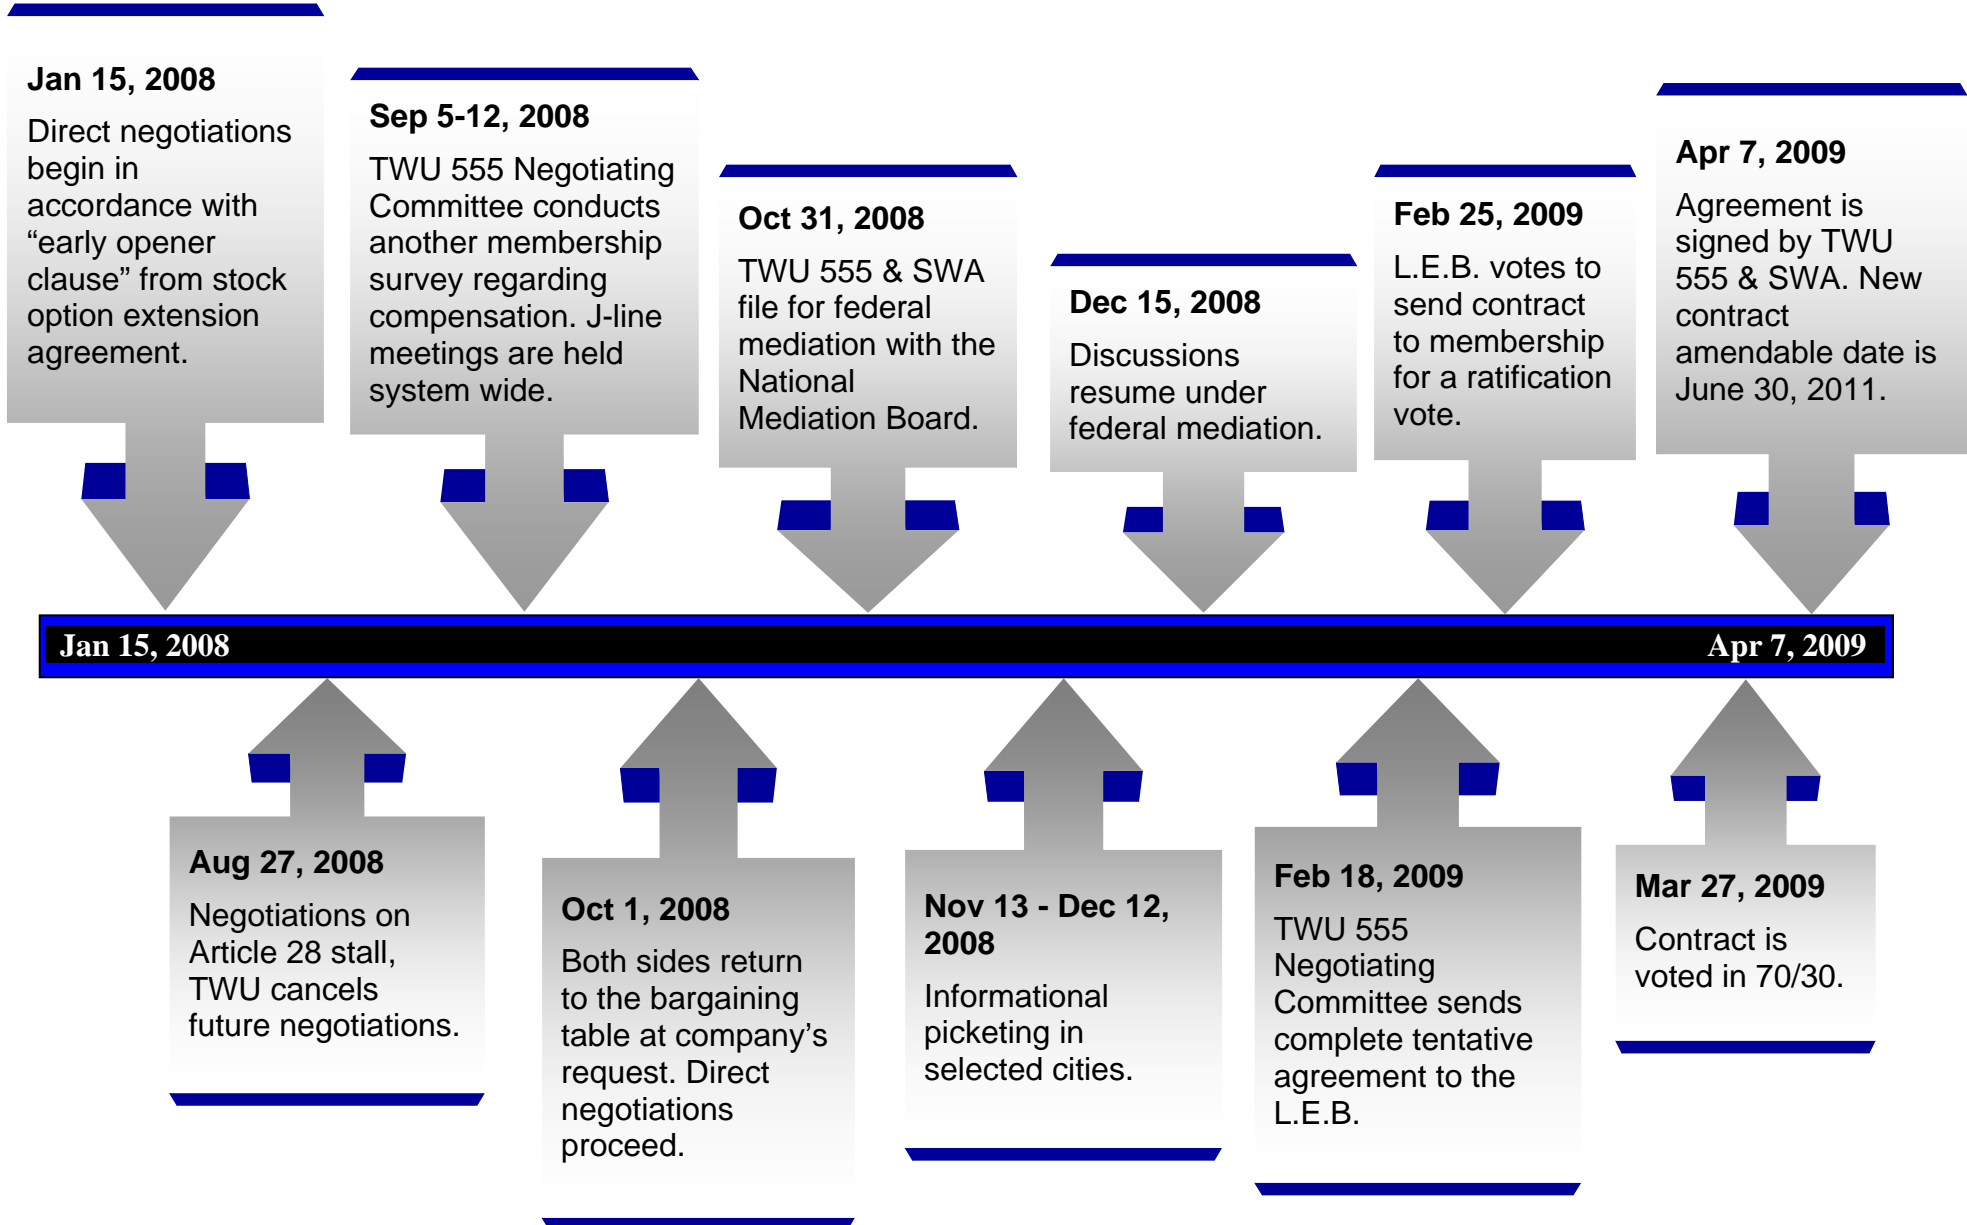 Jan 15, 2008
Direct negotiations
begin in
accordance with
“early opener
clause” from stock
option extension
agreement.
Sep 5-12, 2008
TWU 555 Negotiating
Committee conducts
another membership
survey regarding
compensation. J-line
meetings are held
system wide.
Oct 31, 2008
TWU 555 & SWA
file for federal
mediation with the
National
Mediation Board.
Dec 15, 2008
Discussions
resume under
federal mediation.
Feb 25, 2009
L.E.B. votes to
send contract
to membership
for a ratification
vote.
Apr 7, 2009
Agreement is
signed by TWU
555 & SWA. New
contract
amendable date is
June 30, 2011.
Jan 15, 2008
Apr 7, 2009
Aug 27, 2008
Negotiations on
Article 28 stall,
TWU cancels
future negotiations.
Oct 1, 2008
Both sides return
to the bargaining
table at company’s
request. Direct
negotiations
proceed.
Nov 13 - Dec 12,
2008
Informational
picketing in
selected cities.
Feb 18, 2009
TWU 555
Negotiating
Committee sends
complete tentative
agreement to the
L.E.B.
Mar 27, 2009
Contract is
voted in 70/30.